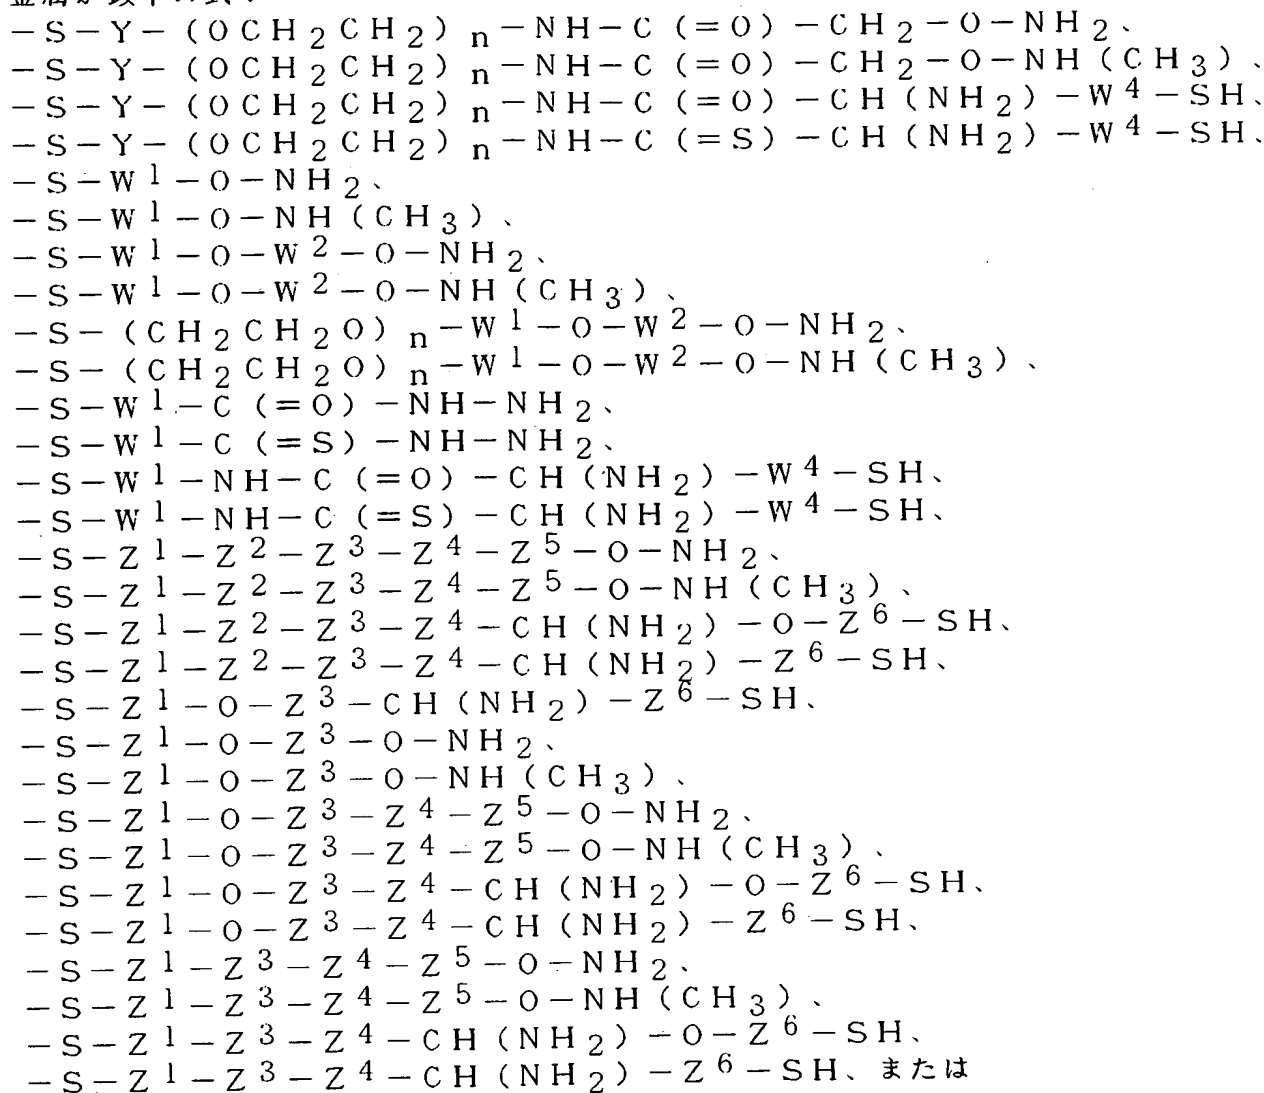 －S－Y－（OCH₂CH₂）ₙ－NH－C（＝O）－CH₂－O－NH₂、
－S－Y－（OCH₂CH₂）ₙ－NH－C（＝O）－CH₂－O－NH（CH₃）、
－S－Y－（OCH₂CH₂）ₙ－NH－C（＝O）－CH（NH₂）－W⁴－SH、
－S－Y－（OCH₂CH₂）ₙ－NH－C（＝S）－CH（NH₂）－W⁴－SH、
－S－W¹－O－NH₂、
－S－W¹－O－NH（CH₃）、
－S－W¹－O－W²－O－NH₂、
－S－W¹－O－W²－O－NH（CH₃）、
－S－（CH₂CH₂O）ₙ－W¹－O－W²－O－NH₂、
－S－（CH₂CH₂O）ₙ－W¹－O－W²－O－NH（CH₃）、
－S－W¹－C（＝O）－NH－NH₂、
－S－W¹－C（＝S）－NH－NH₂、
－S－W¹－NH－C（＝O）－CH（NH₂）－W⁴－SH、
－S－W¹－NH－C（＝S）－CH（NH₂）－W⁴－SH、
－S－Z¹－Z²－Z³－Z⁴－Z⁵－O－NH₂、
－S－Z¹－Z²－Z³－Z⁴－Z⁵－O－NH（CH₃）、
－S－Z¹－Z²－Z³－Z⁴－CH（NH₂）－O－Z⁶－SH、
－S－Z¹－Z²－Z³－Z⁴－CH（NH₂）－Z⁶－SH、
－S－Z¹－O－Z³－CH（NH₂）－Z⁶－SH、
－S－Z¹－O－Z³－O－NH₂、
－S－Z¹－O－Z³－O－NH（CH₃）、
－S－Z¹－O－Z³－Z⁴－Z⁵－O－NH₂、
－S－Z¹－O－Z³－Z⁴－Z⁵－O－NH（CH₃）、
－S－Z¹－O－Z³－Z⁴－CH（NH₂）－O－Z⁶－SH、
－S－Z¹－O－Z³－Z⁴－CH（NH₂）－Z⁶－SH、
－S－Z¹－Z³－Z⁴－Z⁵－O－NH₂、
－S－Z¹－Z³－Z⁴－Z⁵－O－NH（CH₃）、
－S－Z¹－Z³－Z⁴－CH（NH₂）－O－Z⁶－SH、
－S－Z¹－Z³－Z⁴－CH（NH₂）－Z⁶－SH、または